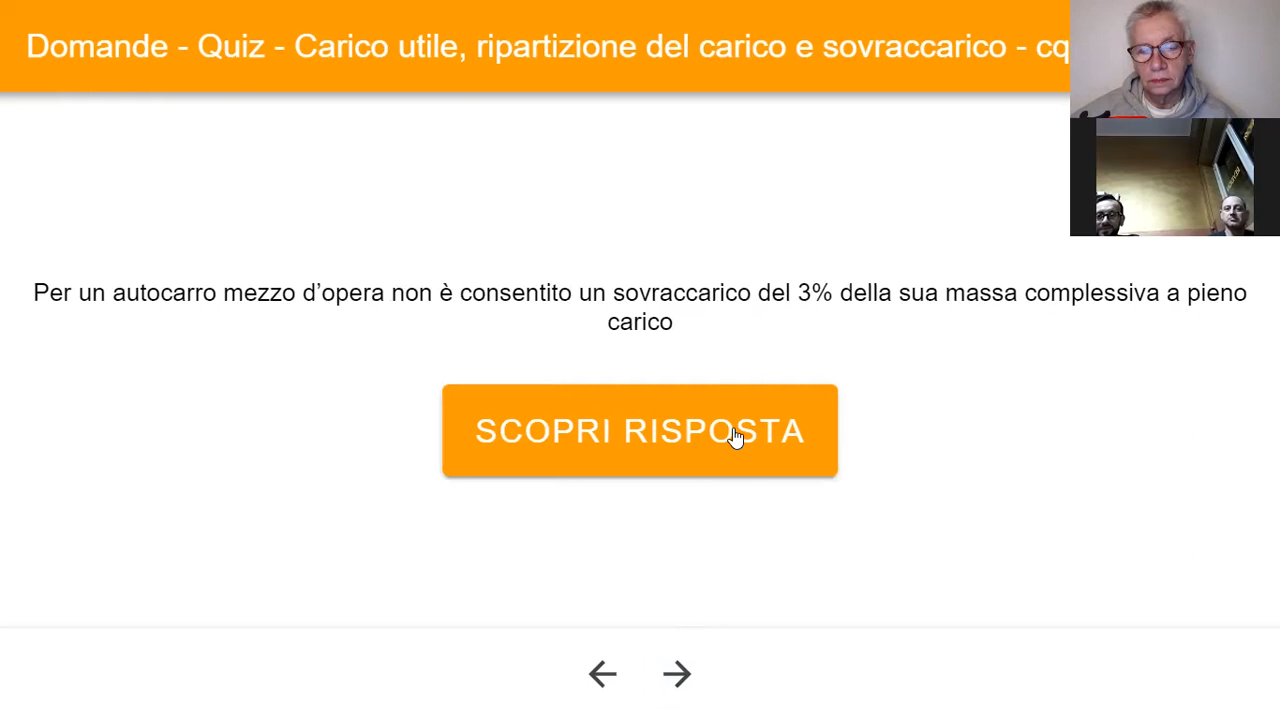 Domande - Quiz - Carico utile, ripartizione del carico e sovraccarico - cq
Per un autocarro mezzo d’opera non è consentito un sovraccarico del 3% della sua massa complessiva a pieno
carico
SCOPRI RISPOSTA